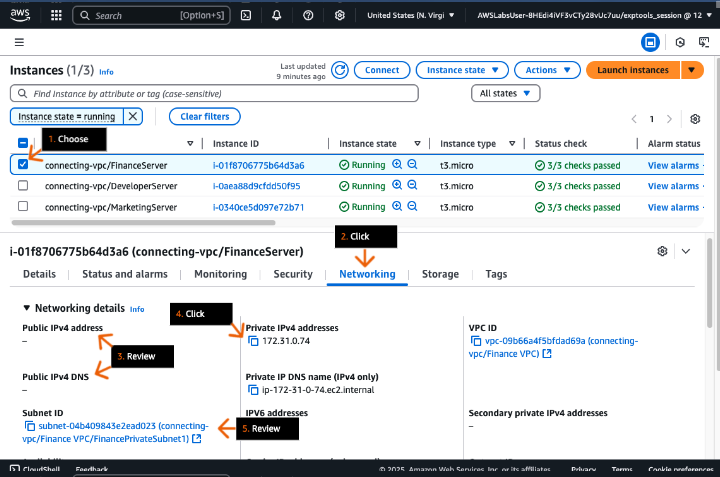 aws
Search [Option+S]
United States (N. Virgi
AWSLabsUser-8HEdi4iVF3vCTy28vUc7uu/exptools_session @ 12
Instances (1/3) Info
Last updated
9 minutes ago
Connect
Instance state
Actions
Launch instances
Find Instance by attribute or tag (case-sensitive)
All states
Instance state = running
Clear filters
1
1. Choose
Instance ID
Instance state
Instance type
Status check
Alarm status
connecting-vpc/FinanceServer i-01f8706775b64d3a6 Running t3.micro 3/3 checks passed View alarms
connecting-vpc/DeveloperServer i-0aea88d9cfdd50f95 Running t3.micro 3/3 checks passed View alarms
connecting-vpc/MarketingServer i-0340ce5d097e72b71 Running t3.micro 3/3 checks passed View alarms
2. Click
i-01f8706775b64d3a6 (connecting-vpc/FinanceServer)
Details Status and alarms Monitoring Security Networking Storage Tags
Networking details Info
4. Click
Public IPv4 address
–
Private IPv4 addresses
172.31.0.74
VPC ID
vpc-09b66a4f5bfdad69a (connecting-
vpc/Finance VPC)
3. Review
Public IPv4 DNS
–
Private IP DNS name (IPv4 only)
ip-172-31-0-74.ec2.internal
Subnet ID
subnet-04b409843e2ead023 (connecting-
vpc/Finance VPC/FinancePrivateSubnet1)
5. Review
IPV6 addresses
Secondary private IPv4 addresses
–
CloudShell Feedback
© 2025, Amazon Web Services, Inc. or its affiliates. Privacy Terms Cookie preferences